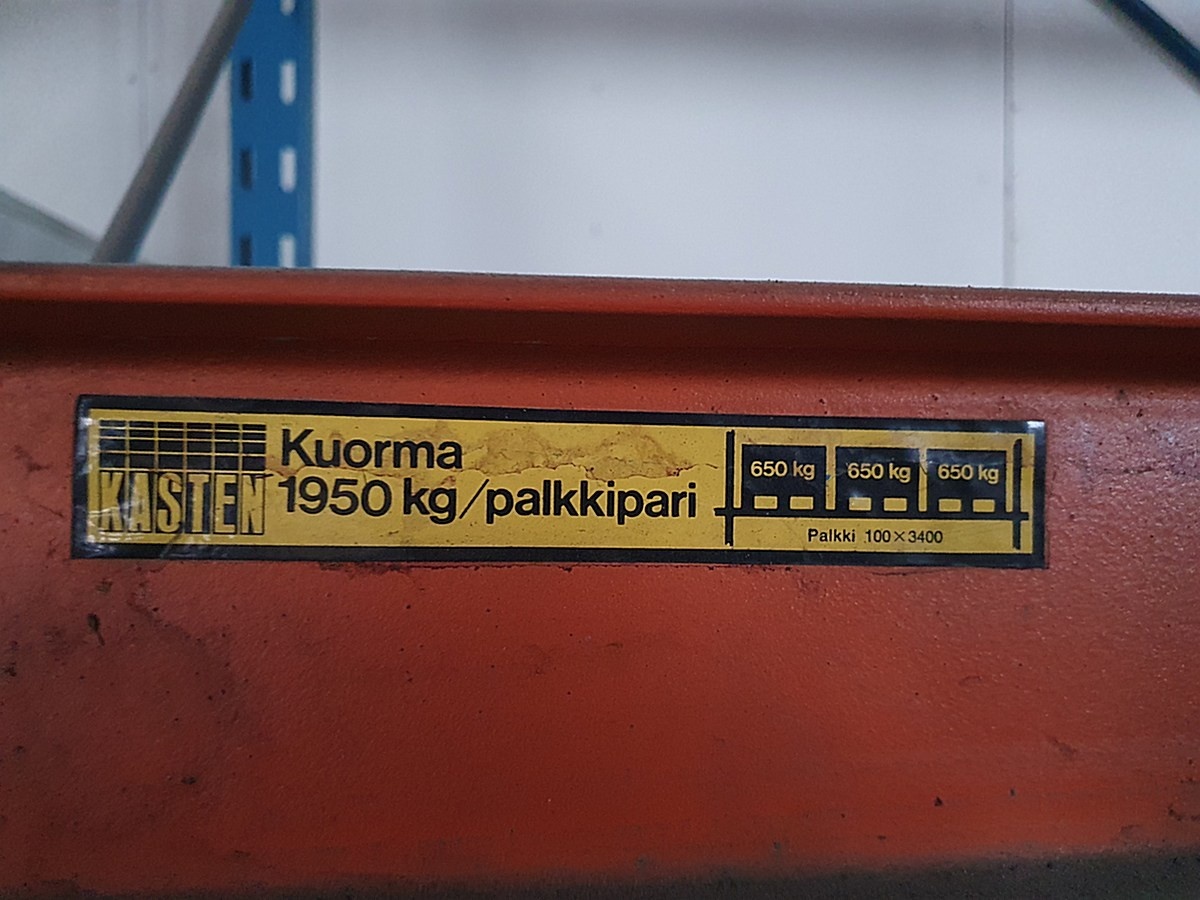 KASTEN
Kuorma
1950 kg/palkkipari
650 kg 650 kg 650 kg
Palkki 100×3400